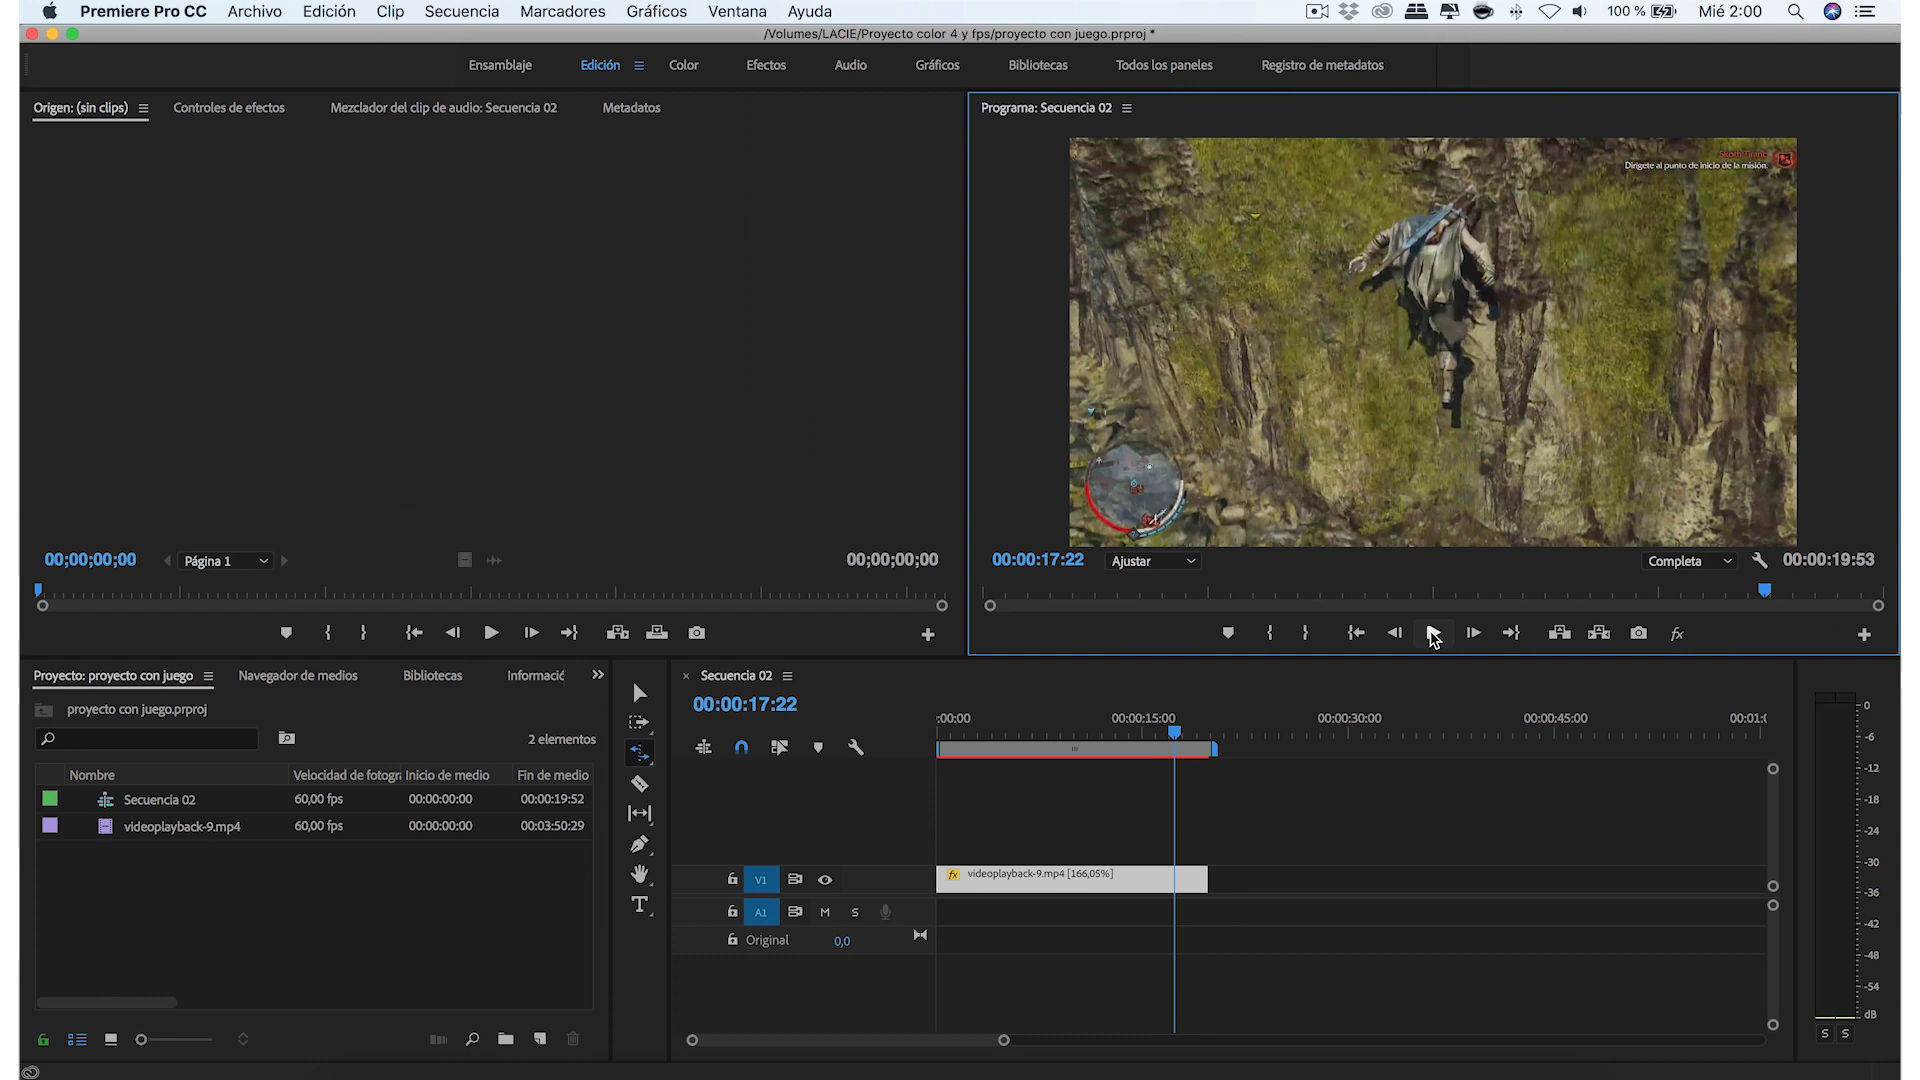 Premiere Pro CC Archivo Edición Clip Secuencia Marcadores Gráficos Ventana Ayuda 100 % Mié 2:00
/Volumes/LACIE/Proyecto color 4 y fps/proyecto con juego.prproj *
Ensamblaje Edición Color Efectos Audio Gráficos Bibliotecas Todos los paneles Registro de metadatos
Origen: (sin clips) Controles de efectos Mezclador del clip de audio: Secuencia 02 Metadatos
Programa: Secuencia 02
Dirígete al punto de inicio de la misión.
00;00;00;00 Página 1 00;00;00;00
00:00:17:22 Ajustar Completa 00:00:19:53
fx
Proyecto: proyecto con juego Navegador de medios Bibliotecas Informació
proyecto con juego.prproj
2 elementos
Nombre Velocidad de fotogra Inicio de medio Fin de medio
Secuencia 02 60,00 fps 00:00:00:00 00:00:19:52
videoplayback-9.mp4 60,00 fps 00:00:00:00 00:03:50:29
T
× Secuencia 02
00:00:17:22
:00:00 00:00:15:00 00:00:30:00 00:00:45:00 00:01:0
V1 fx videoplayback-9.mp4 [166,05%]
A1 M S
Original 0,0
0
-6
-12
-18
-24
-30
-36
-42
-48
-54
dB
S S